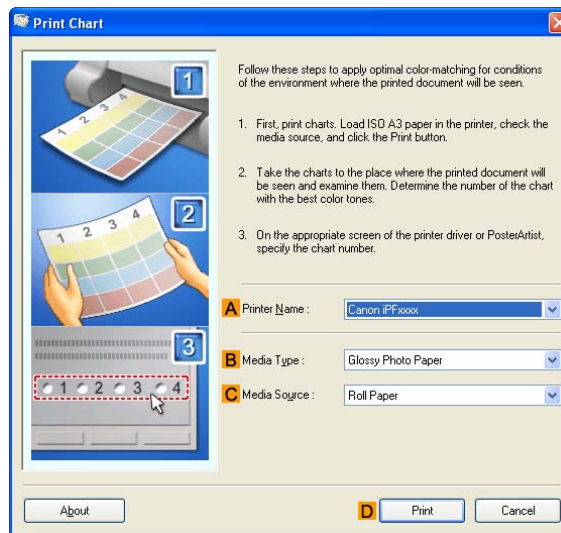 Print Chart
1
1 2 3 4
2
1 2 3 4
3
1 2 3 4
Follow these steps to apply optimal color-matching for conditions
of the environment where the printed document will be seen.
1. First, print charts. Load ISO A3 paper in the printer, check the
media source, and click the Print button.
2. Take the charts to the place where the printed document will
be seen and examine them. Determine the number of the chart
with the best color tones.
3. On the appropriate screen of the printer driver or PosterArtist,
specify the chart number.
A Printer Name : Canon iPFxxxx
B Media Type : Glossy Photo Paper
C Media Source : Roll Paper
About D Print Cancel